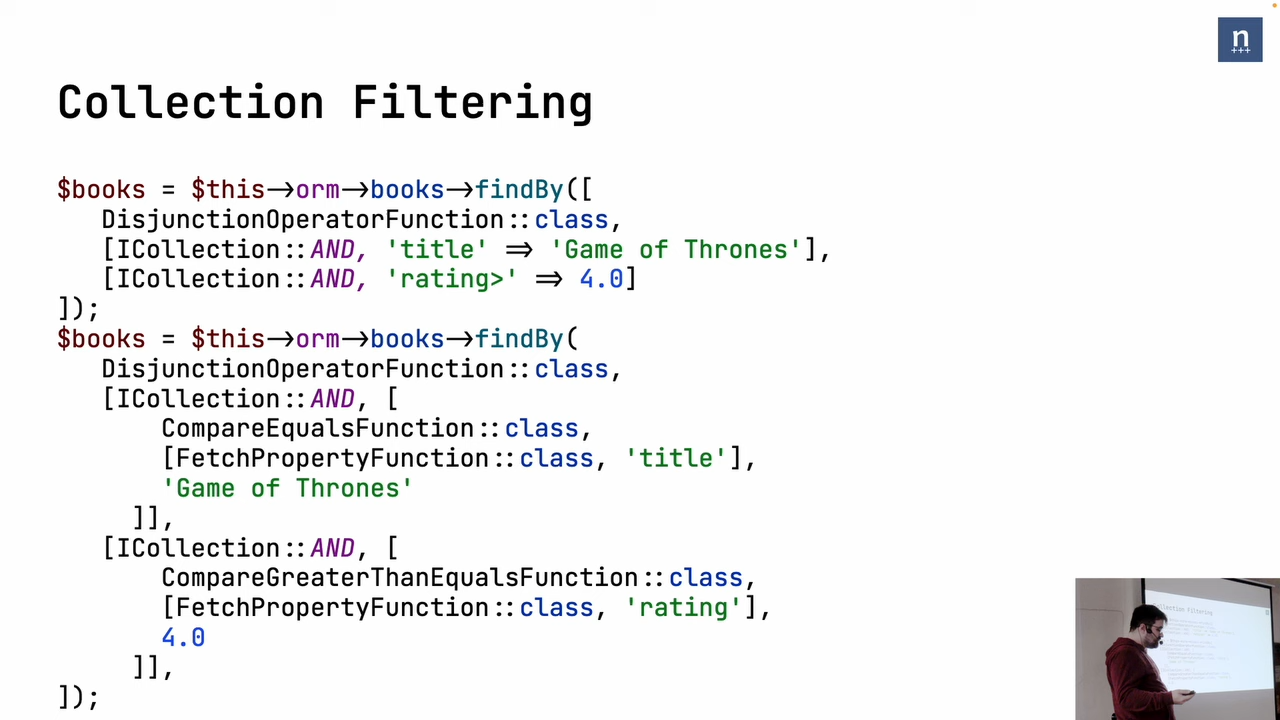 n
+++
Collection Filtering
$books = $this->orm->books->findBy([
DisjunctionOperatorFunction::class,
[ICollection::AND, 'title' => 'Game of Thrones'],
[ICollection::AND, 'rating>' => 4.0]
]);
$books = $this->orm->books->findBy(
DisjunctionOperatorFunction::class,
[ICollection::AND, [
CompareEqualsFunction::class,
[FetchPropertyFunction::class, 'title'],
'Game of Thrones'
]],
[ICollection::AND, [
CompareGreaterThanEqualsFunction::class,
[FetchPropertyFunction::class, 'rating'],
4.0
]],
]);